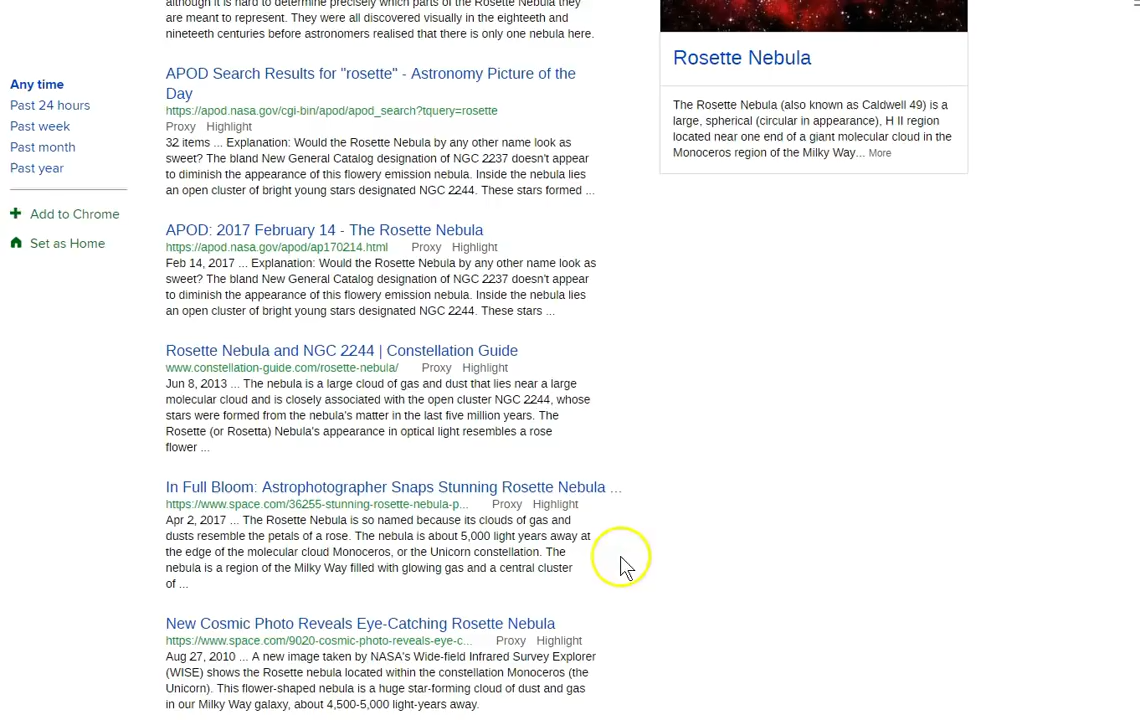 although it is hard to determine precisely which parts of the Rosette Nebula they
are meant to represent. They were all discovered visually in the eighteenth and
nineteeth centuries before astronomers realised that there is only one nebula here.
Any time
Past 24 hours
Past week
Past month
Past year
Add to Chrome
Set as Home
APOD Search Results for "rosette" - Astronomy Picture of the
Day
https://apod.nasa.gov/cgi-bin/apod/apod_search?tquery=rosette
Proxy Highlight
32 items ... Explanation: Would the Rosette Nebula by any other name look as
sweet? The bland New General Catalog designation of NGC 2237 doesn't appear
to diminish the appearance of this flowery emission nebula. Inside the nebula lies
an open cluster of bright young stars designated NGC 2244. These stars formed ...
APOD: 2017 February 14 - The Rosette Nebula
https://apod.nasa.gov/apod/ap170214.html Proxy Highlight
Feb 14, 2017 ... Explanation: Would the Rosette Nebula by any other name look as
sweet? The bland New General Catalog designation of NGC 2237 doesn't appear
to diminish the appearance of this flowery emission nebula. Inside the nebula lies
an open cluster of bright young stars designated NGC 2244. These stars ...
Rosette Nebula and NGC 2244 | Constellation Guide
www.constellation-guide.com/rosette-nebula/ Proxy Highlight
Jun 8, 2013 ... The nebula is a large cloud of gas and dust that lies near a large
molecular cloud and is closely associated with the open cluster NGC 2244, whose
stars were formed from the nebula's matter in the last five million years. The
Rosette (or Rosetta) Nebula's appearance in optical light resembles a rose
flower ...
In Full Bloom: Astrophotographer Snaps Stunning Rosette Nebula ...
https://www.space.com/36255-stunning-rosette-nebula-p... Proxy Highlight
Apr 2, 2017 ... The Rosette Nebula is so named because its clouds of gas and
dusts resemble the petals of a rose. The nebula is about 5,000 light years away at
the edge of the molecular cloud Monoceros, or the Unicorn constellation. The
nebula is a region of the Milky Way filled with glowing gas and a central cluster
of ...
New Cosmic Photo Reveals Eye-Catching Rosette Nebula
https://www.space.com/9020-cosmic-photo-reveals-eye-c... Proxy Highlight
Aug 27, 2010 ... A new image taken by NASA's Wide-field Infrared Survey Explorer
(WISE) shows the Rosette nebula located within the constellation Monoceros (the
Unicorn). This flower-shaped nebula is a huge star-forming cloud of dust and gas
in our Milky Way galaxy, about 4,500-5,000 light-years away.
Rosette Nebula
The Rosette Nebula (also known as Caldwell 49) is a
large, spherical (circular in appearance), H II region
located near one end of a giant molecular cloud in the
Monoceros region of the Milky Way... More